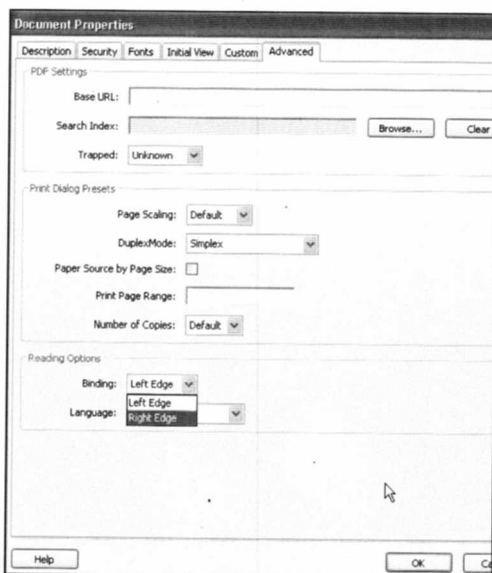 Document Properties
Description Security Fonts Initial View Custom Advanced
PDF Settings
Base URL:
Search Index: Browse... Clear
Trapped: Unknown
Print Dialog Presets
Page Scaling: Default
DuplexMode: Simplex
Paper Source by Page Size:
Print Page Range:
Number of Copies: Default
Reading Options
Binding: Left Edge
Left Edge
Language: Right Edge
Help OK Ca